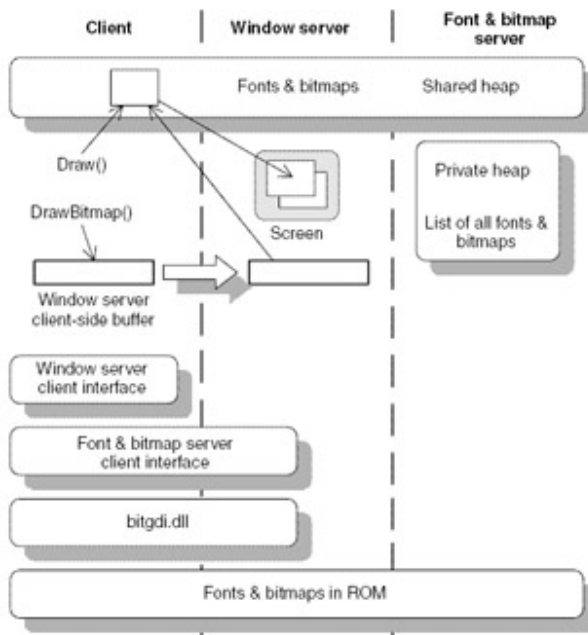 Client
Window server
Font & bitmap
server
Fonts & bitmaps
Shared heap
Draw()
Private heap
DrawBitmap()
List of all fonts &
bitmaps
Screen
Window server
client-side buffer
Window server
client interface
Font & bitmap server
client interface
bitgdi.dll
Fonts & bitmaps in ROM